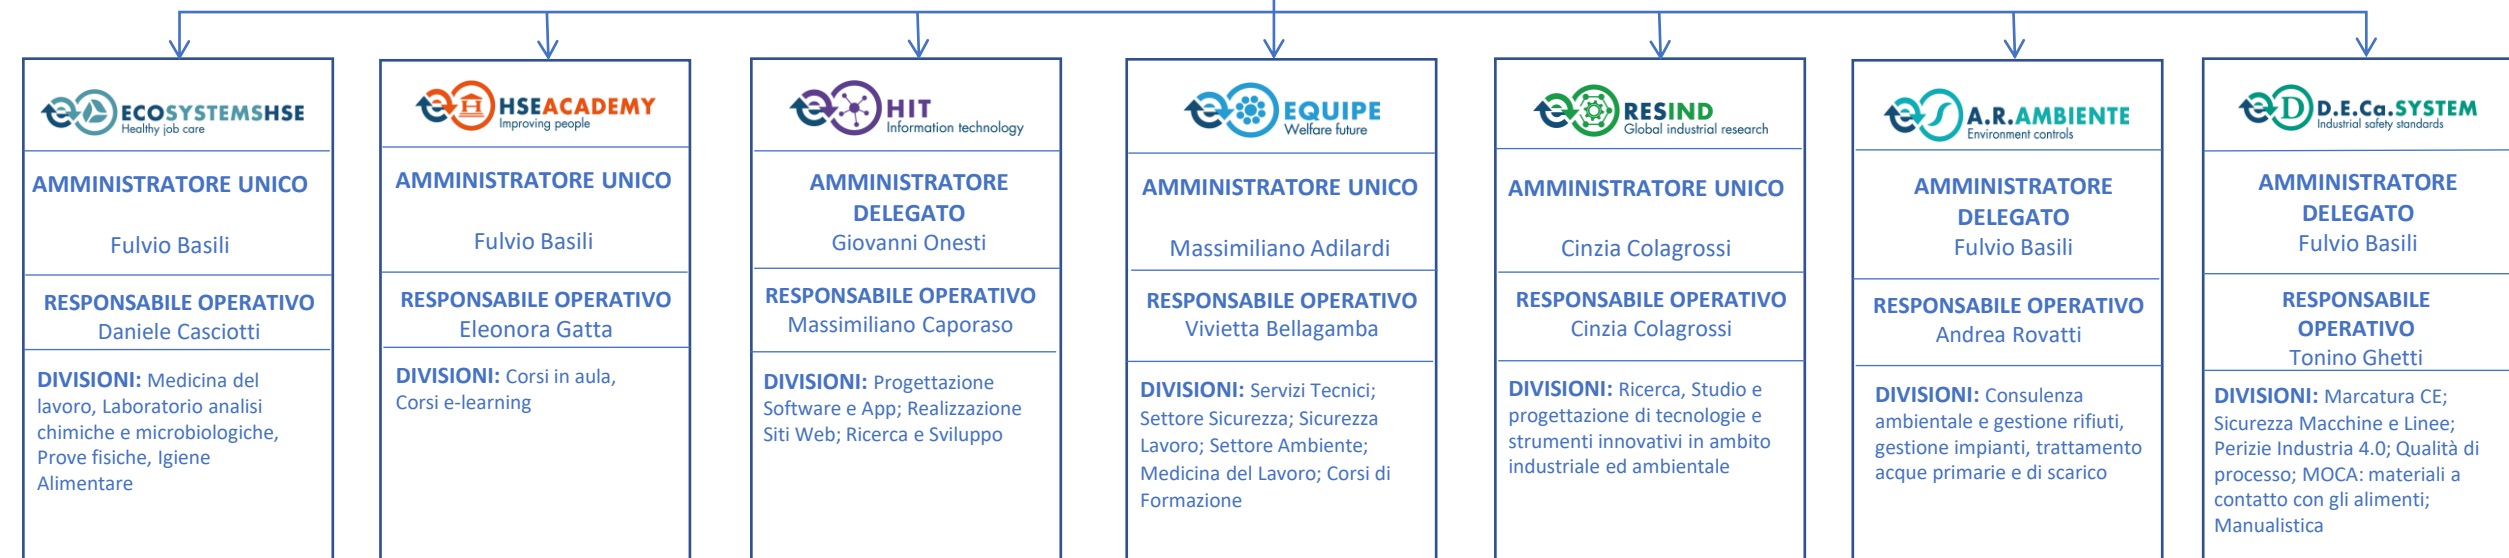 ECOSYSTEMSHSE
Healthy job care
AMMINISTRATORE UNICO
Fulvio Basili
RESPONSABILE OPERATIVO
Daniele Casciotti
DIVISIONI: Medicina del
lavoro, Laboratorio analisi
chimiche e microbiologiche,
Prove fisiche, Igiene
Alimentare
HSEACADEMY
Improving people
AMMINISTRATORE UNICO
Fulvio Basili
RESPONSABILE OPERATIVO
Eleonora Gatta
DIVISIONI: Corsi in aula,
Corsi e-learning
HIT
Information technology
AMMINISTRATORE
DELEGATO
Giovanni Onesti
RESPONSABILE OPERATIVO
Massimiliano Caporaso
DIVISIONI: Progettazione
Software e App; Realizzazione
Siti Web; Ricerca e Sviluppo
EQUIPE
Welfare future
AMMINISTRATORE UNICO
Massimiliano Adilardi
RESPONSABILE OPERATIVO
Vivietta Bellagamba
DIVISIONI: Servizi Tecnici;
Settore Sicurezza; Sicurezza
Lavoro; Settore Ambiente;
Medicina del Lavoro; Corsi di
Formazione
RESIND
Global industrial research
AMMINISTRATORE UNICO
Cinzia Colagrossi
RESPONSABILE OPERATIVO
Cinzia Colagrossi
DIVISIONI: Ricerca, Studio e
progettazione di tecnologie e
strumenti innovativi in ambito
industriale ed ambientale
A.R.AMBIENTE
Environment controls
AMMINISTRATORE
DELEGATO
Fulvio Basili
RESPONSABILE OPERATIVO
Andrea Rovatti
DIVISIONI: Consulenza
ambientale e gestione rifiuti,
gestione impianti, trattamento
acque primarie e di scarico
D.E.Ca.SYSTEM
Industrial safety standards
AMMINISTRATORE
DELEGATO
Fulvio Basili
RESPONSABILE
OPERATIVO
Tonino Ghetti
DIVISIONI: Marcatura CE;
Sicurezza Macchine e Linee;
Perizie Industria 4.0; Qualità di
processo; MOCA: materiali a
contatto con gli alimenti;
Manualistica